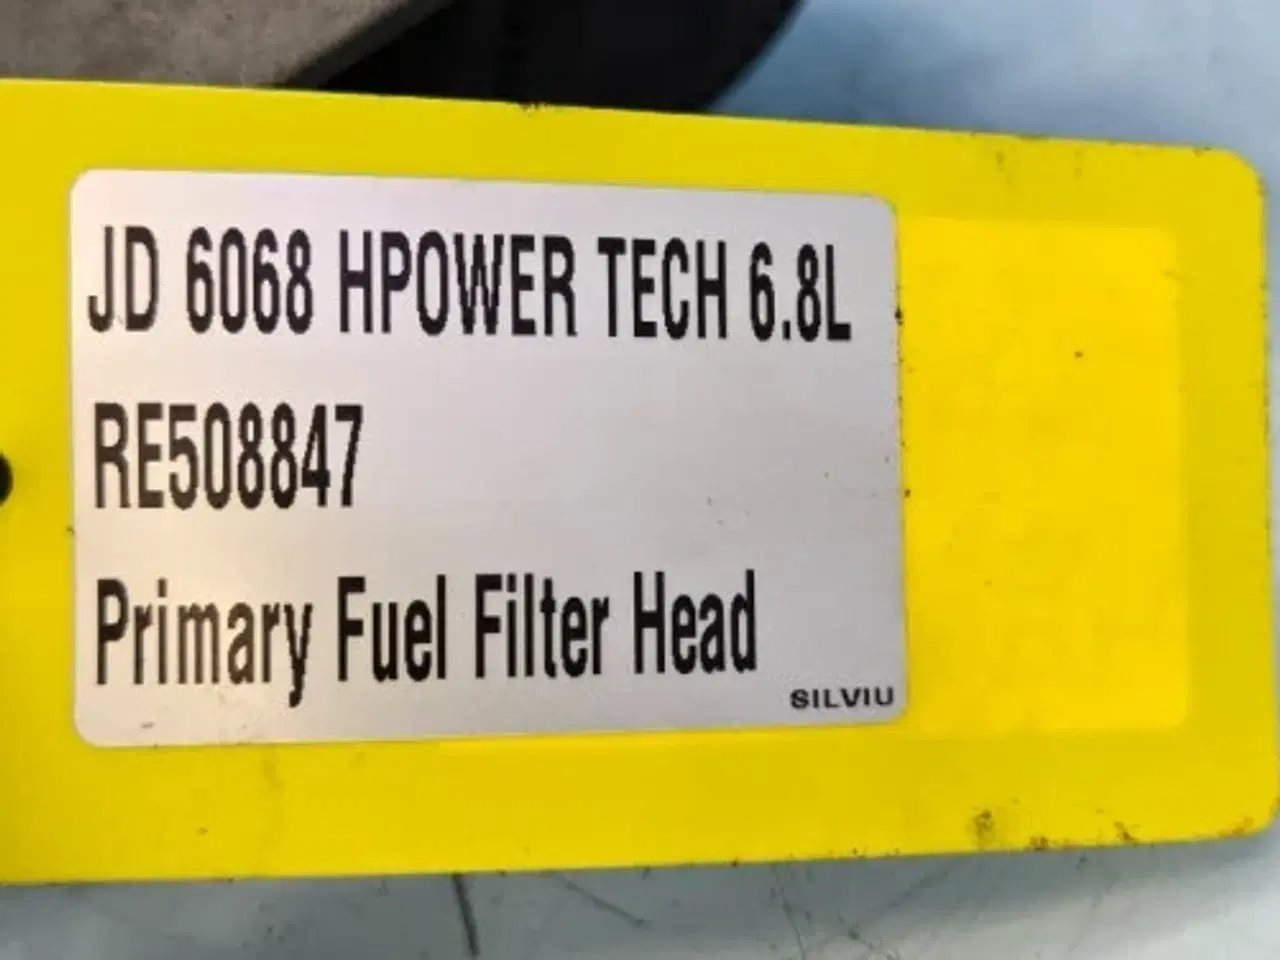 JD 6068 HPOWER TECH 6.8L
RE508847
Primary Fuel Filter Head
SILVIU